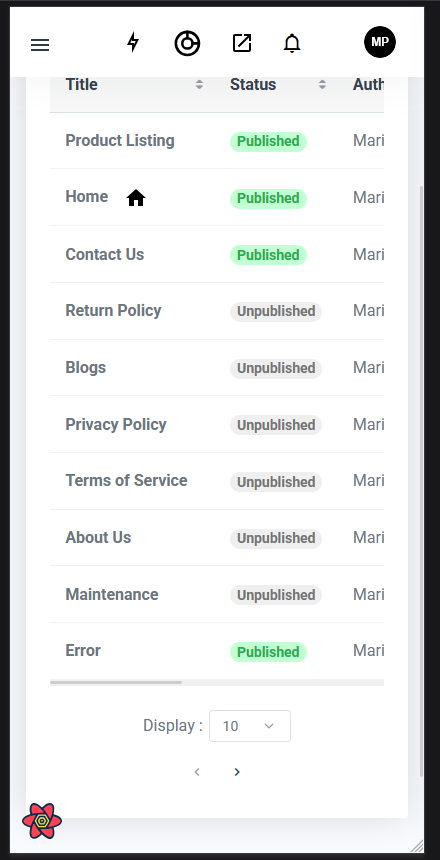 MP
Title Status Auth
Product Listing Published Mari
Home Published Mari
Contact Us Published Mari
Return Policy Unpublished Mari
Blogs Unpublished Mari
Privacy Policy Unpublished Mari
Terms of Service Unpublished Mari
About Us Unpublished Mari
Maintenance Unpublished Mari
Error Published Mari
Display : 10